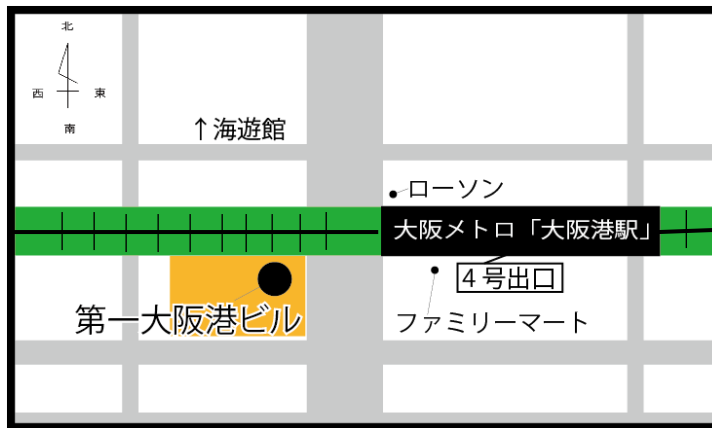 北
西 東
南
↑海遊館
ローソン
大阪メトロ「大阪港駅」
4号出口
第一大阪港ビル
ファミリーマート